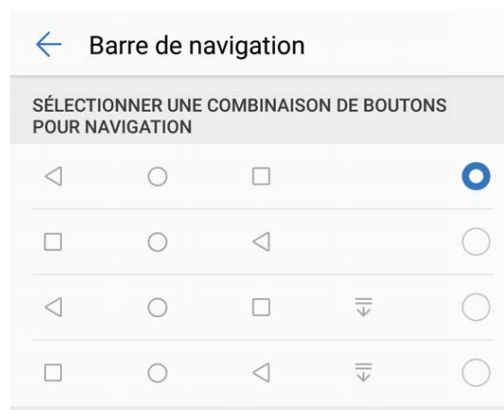 Barre de navigation
SÉLECTIONNER UNE COMBINAISON DE BOUTONS
POUR NAVIGATION